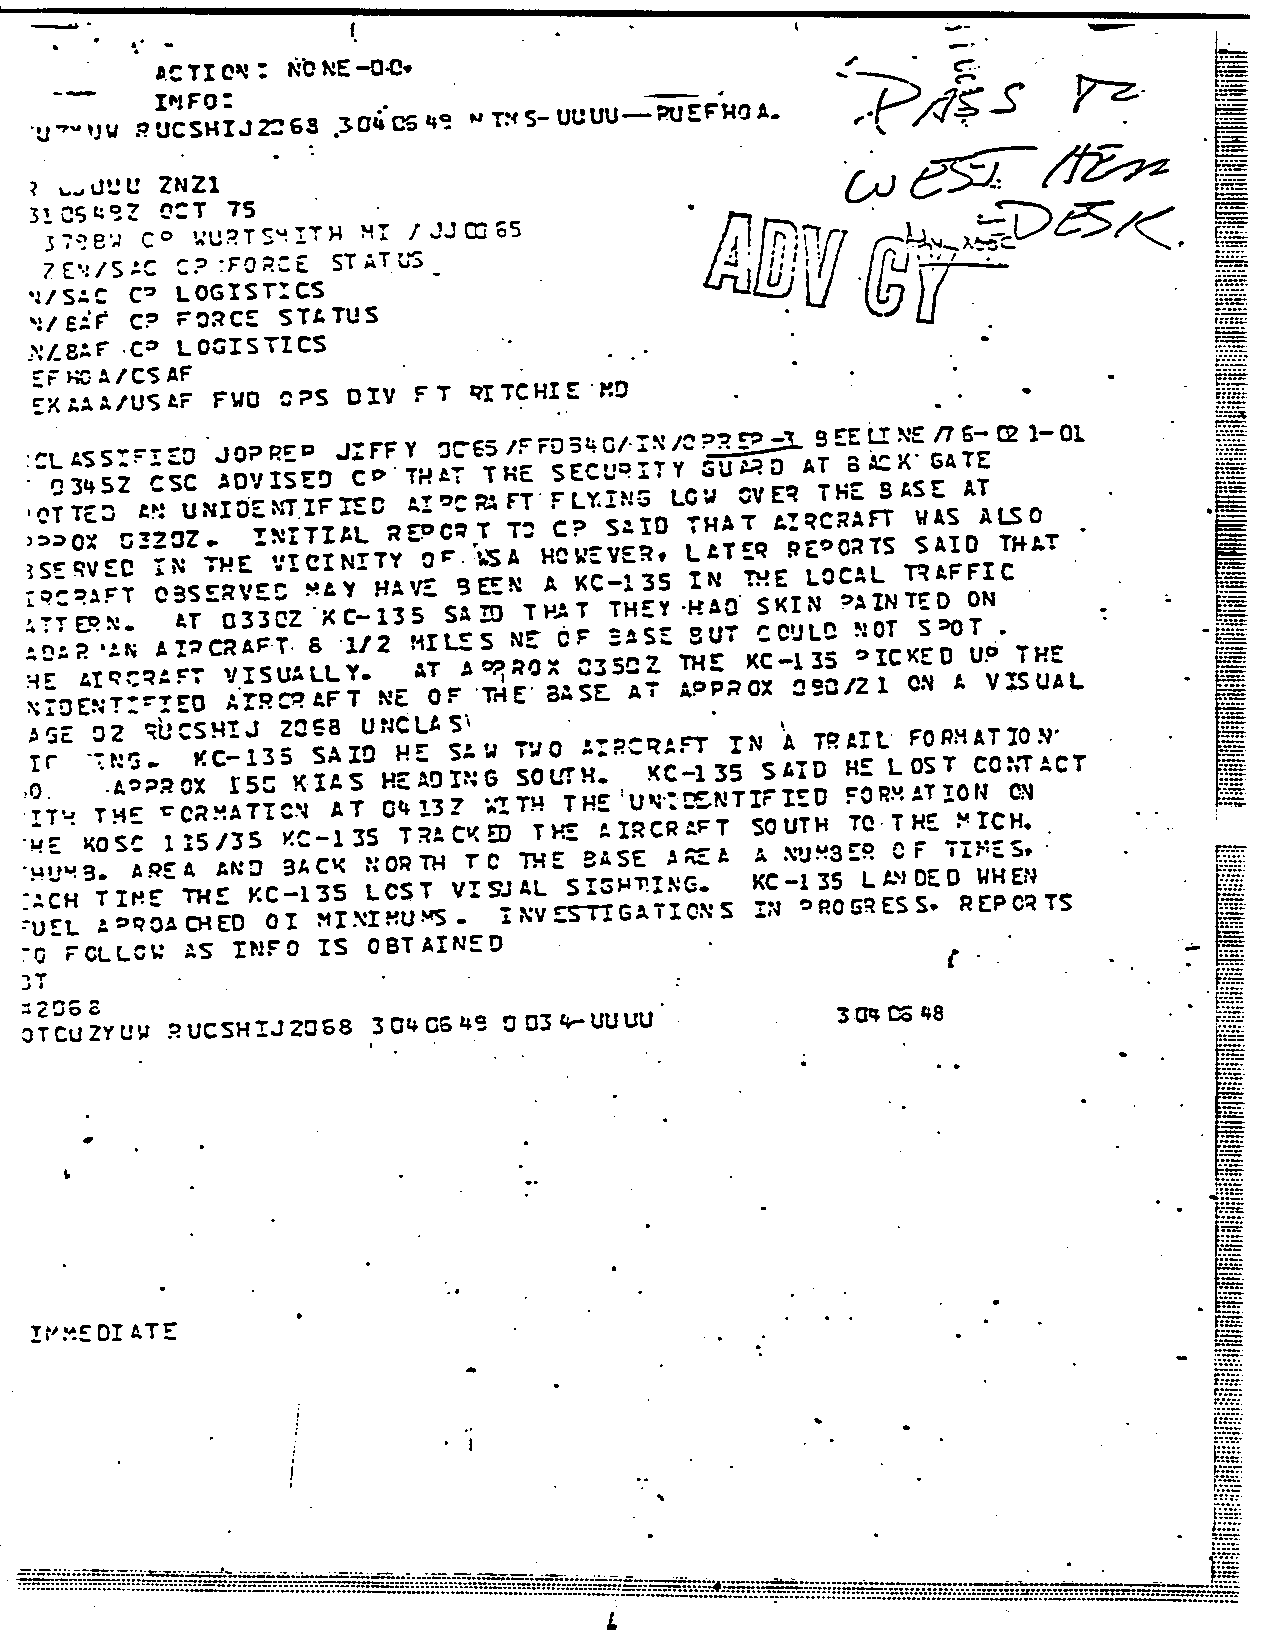 ACTION: NONE-00.
INFO:
RUCSHIJ2068 3040649 MTMS-UUUU—RUEFHQA.
PASS TO
WEST HEM
DESK.
ADV CY
ZNZ1
310549Z OCT 75
379BW CP WURTSMITH MI / JJ0065
/SAC CP FORCE STATUS
N/SAC CP LOGISTICS
N/8AF CP FORCE STATUS
N/8AF CP LOGISTICS
EFHQA/CSAF
EKAAA/USAF FWD OPS DIV FT RITCHIE MD
CLASSIFIED JOPREP JIFFY 0065/FFD340/IN/OPREP-3 BEELINE/76-021-01
0345Z CSC ADVISED CP THAT THE SECURITY GUARD AT BACK GATE
OTTED AN UNIDENTIFIED AIRCRAFT FLYING LOW OVER THE BASE AT
PPROX 0320Z. INITIAL REPORT TO CP SAID THAT AIRCRAFT WAS ALSO
BSERVED IN THE VICINITY OF WSA HOWEVER, LATER REPORTS SAID THAT
IRCRAFT OBSERVED MAY HAVE BEEN A KC-135 IN THE LOCAL TRAFFIC
ATTERN. AT 0330Z KC-135 SAID THAT THEY HAD SKIN PAINTED ON
ADAR AN AIRCRAFT 8 1/2 MILES NE OF BASE BUT COULD NOT SPOT
HE AIRCRAFT VISUALLY. AT APPROX 0350Z THE KC-135 PICKED UP THE
NIDENTIFIED AIRCRAFT NE OF THE BASE AT APPROX 090/21 ON A VISUAL
AGE 02 RUCSHIJ 2068 UNCLAS
TING. KC-135 SAID HE SAW TWO AIRCRAFT IN A TRAIL FORMATION
APPROX 150 KIAS HEADING SOUTH. KC-135 SAID HE LOST CONTACT
ITH THE FORMATION AT 0413Z WITH THE UNIDENTIFIED FORMATION ON
HE KOSC 115/35 KC-135 TRACKED THE AIRCRAFT SOUTH TO THE MICH.
HUMB. AREA AND BACK NORTH TO THE BASE AREA A NUMBER OF TIMES.
EACH TIME THE KC-135 LOST VISUAL SIGHTING. KC-135 LANDED WHEN
FUEL APROACHED OI MINIMUMS. INVESTIGATIONS IN PROGRESS. REPORTS
TO FOLLOW AS INFO IS OBTAINED
BT
#2068
OTCUZYUW RUCSHIJ2068 3040649 0034-UUUU 3040648
IMMEDIATE